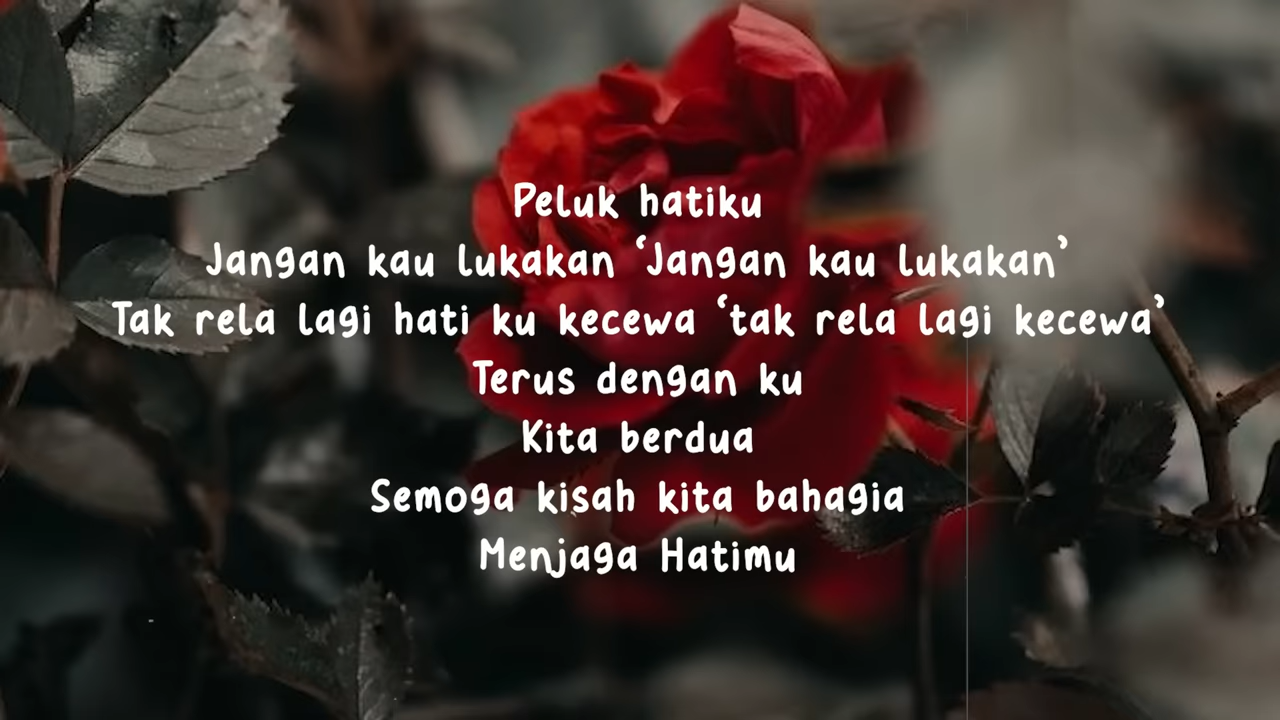 Peluk hatiku
Jangan kau lukakan ‘Jangan kau lukakan’
Tak rela lagi hati ku kecewa ‘tak rela lagi kecewa’
Terus dengan ku
Kita berdua
Semoga kisah kita bahagia
Menjaga Hatimu